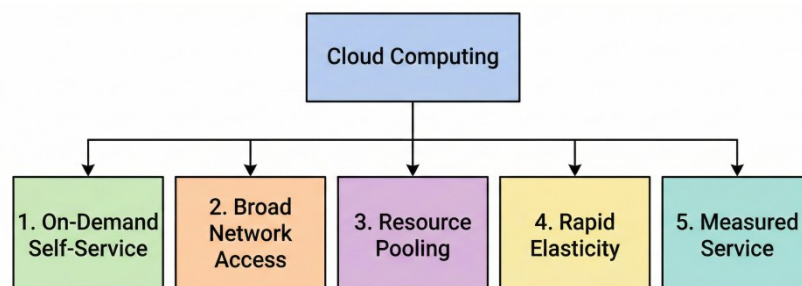 Cloud Computing
1. On-Demand
Self-Service
2. Broad
Network
Access
3. Resource
Pooling
4. Rapid
Elasticity
5. Measured
Service